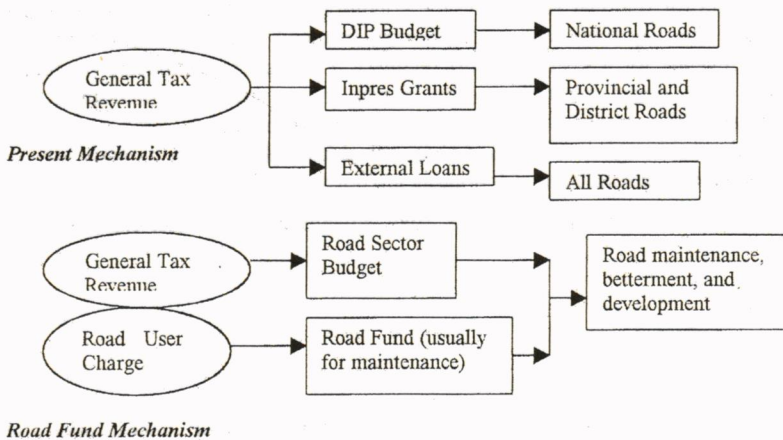 DIP Budget
National Roads
General Tax
Revenue
Inpres Grants
Provincial and
District Roads
Present Mechanism
External Loans
All Roads
General Tax
Revenue
Road Sector
Budget
Road maintenance,
betterment, and
development
Road User
Charge
Road Fund (usually
for maintenance)
Road Fund Mechanism